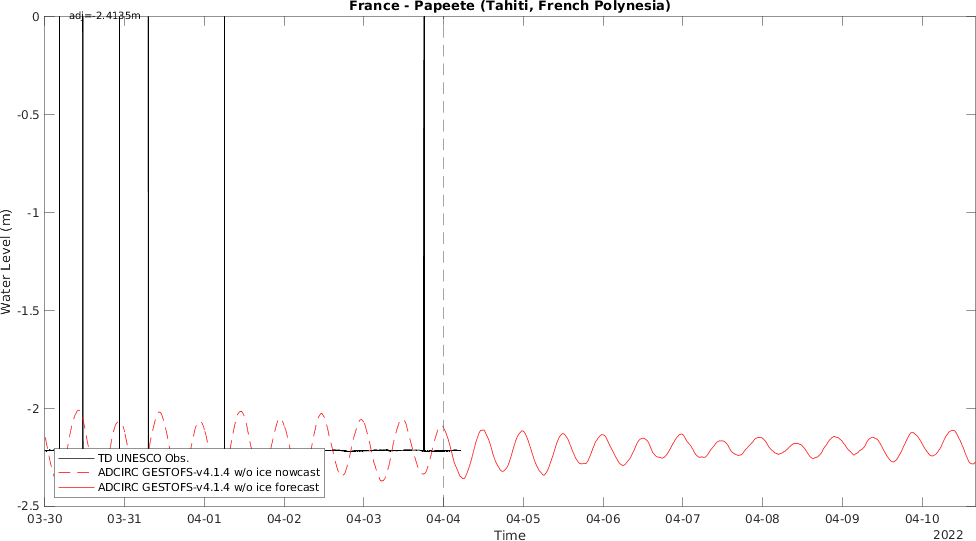 France - Papeete (Tahiti, French Polynesia)
adj=-2.4135m
0
-0.5
-1
-1.5
-2
-2.5
Water Level (m)
TD UNESCO Obs.
ADCIRC GESTOFS-v4.1.4 w/o ice nowcast
ADCIRC GESTOFS-v4.1.4 w/o ice forecast
03-30 03-31 04-01 04-02 04-03 04-04 04-05 04-06 04-07 04-08 04-09 04-10
Time
2022